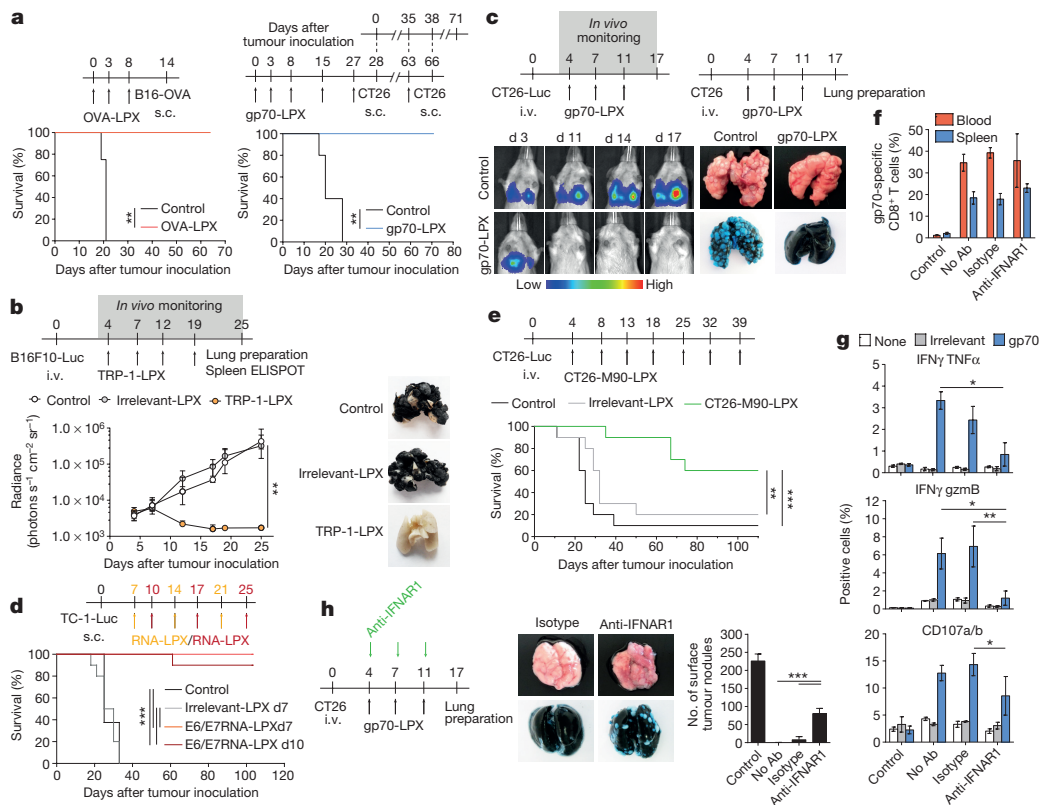 a
0 3 8 14
B16-OVA
OVA-LPX s.c.
Survival (%)
100
80
60
40
20
0
**
Control
OVA-LPX
0 10 20 30 40 50 60 70
Days after tumour inoculation
Days after
tumour inoculation
0 35 38 71
0 3 8 15 27 28 63 66
CT26 CT26
gp70-LPX s.c. s.c.
Survival (%)
100
80
60
40
20
0
**
Control
gp70-LPX
0 10 20 30 40 50 60 70 80
Days after tumour inoculation
b
In vivo monitoring
0 4 7 12 19 25
B16F10-Luc
i.v.
TRP-1-LPX
Lung preparation
Spleen ELISPOT
Control Irrelevant-LPX TRP-1-LPX
Radiance
(photons s⁻¹ cm⁻² sr⁻¹)
1.0 × 10⁶
1.0 × 10⁵
1.0 × 10⁴
1.0 × 10³
**
0 5 10 15 20 25
Days after tumour inoculation
Control
Irrelevant-LPX
TRP-1-LPX
c
In vivo
monitoring
0 4 7 11 17
CT26-Luc
i.v.
gp70-LPX
0 4 7 11 17
CT26
i.v.
gp70-LPX
Lung preparation
d 3 d 11 d 14 d 17
Control
gp70-LPX
Low High
Control gp70-LPX
d
0 7 10 14 17 21 25
TC-1-Luc
s.c.
RNA-LPX/RNA-LPX
Survival (%)
100
80
60
40
20
0
***
Control
Irrelevant-LPX d7
E6/E7RNA-LPXd7
E6/E7RNA-LPX d10
0 20 40 60 80 100 120
Days after tumour inoculation
e
0 4 8 13 18 25 32 39
CT26-Luc
i.v.
CT26-M90-LPX
Control Irrelevant-LPX CT26-M90-LPX
Survival (%)
100
80
60
40
20
0
**
***
0 20 40 60 80 100
Days after tumour inoculation
f
Blood
Spleen
gp70-specific
CD8⁺ T cells (%)
50
40
30
20
10
0
Control
No Ab
Isotype
Anti-IFNAR1
g
None Irrelevant gp70
IFNγ TNFα
5
4
3
2
1
0
*
IFNγ gzmB
10
8
6
4
2
0
*
**
Positive cells (%)
CD107a/b
20
15
10
5
0
*
Control
No Ab
Isotype
Anti-IFNAR1
h
Anti-IFNAR1
0 4 7 11 17
CT26
i.v.
gp70-LPX
Lung
preparation
Isotype Anti-IFNAR1
No. of surface
tumour nodules
300
250
200
150
100
50
0
***
Control
No Ab
Isotype
Anti-IFNAR1